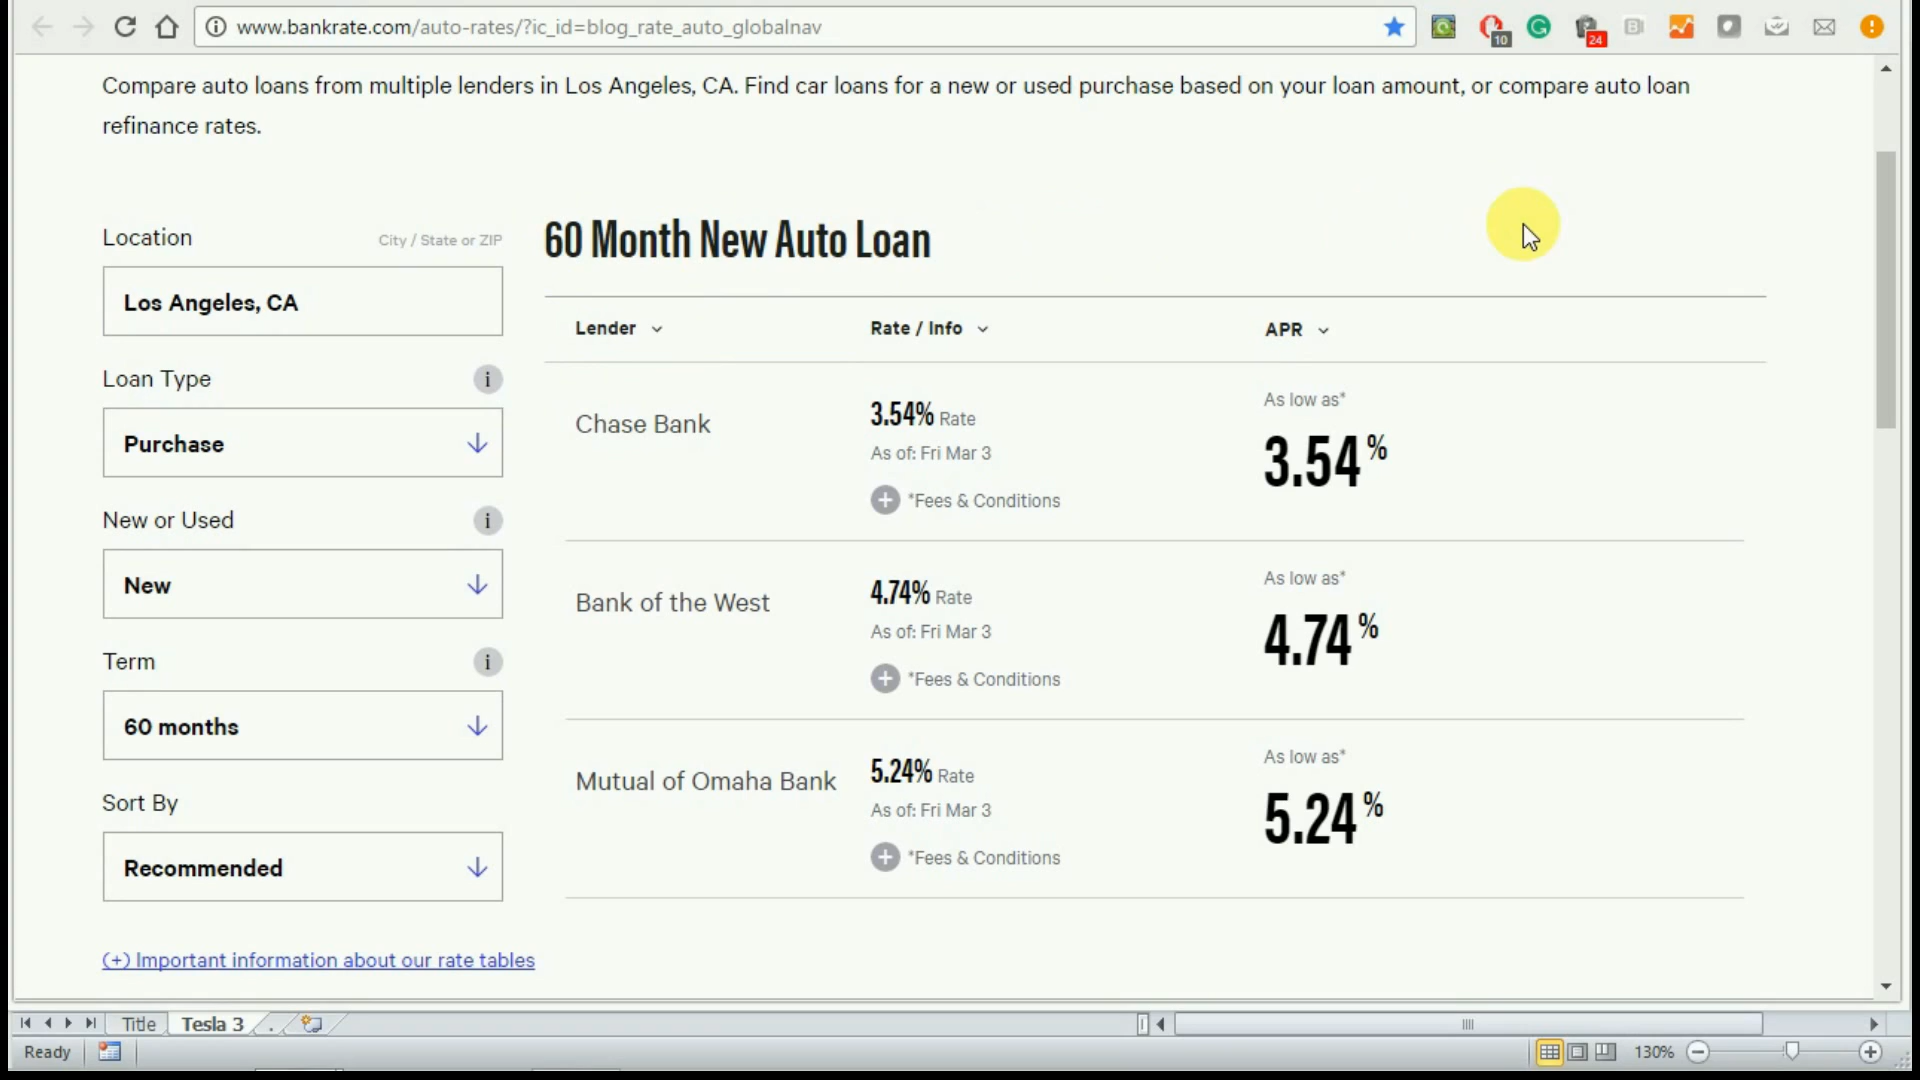 www.bankrate.com/auto-rates/?ic_id=blog_rate_auto_globalnav
10
24
Compare auto loans from multiple lenders in Los Angeles, CA. Find car loans for a new or used purchase based on your loan amount, or compare auto loan
refinance rates.
Location City / State or ZIP
Los Angeles, CA
Loan Type i
Purchase
New or Used i
New
Term i
60 months
Sort By
Recommended
(+) Important information about our rate tables
60 Month New Auto Loan
Lender Rate / Info APR
Chase Bank
3.54% Rate
As of: Fri Mar 3
*Fees & Conditions
As low as*
3.54%
Bank of the West
4.74% Rate
As of: Fri Mar 3
*Fees & Conditions
As low as*
4.74%
Mutual of Omaha Bank
5.24% Rate
As of: Fri Mar 3
*Fees & Conditions
As low as*
5.24%
Title Tesla 3 .
Ready 130%